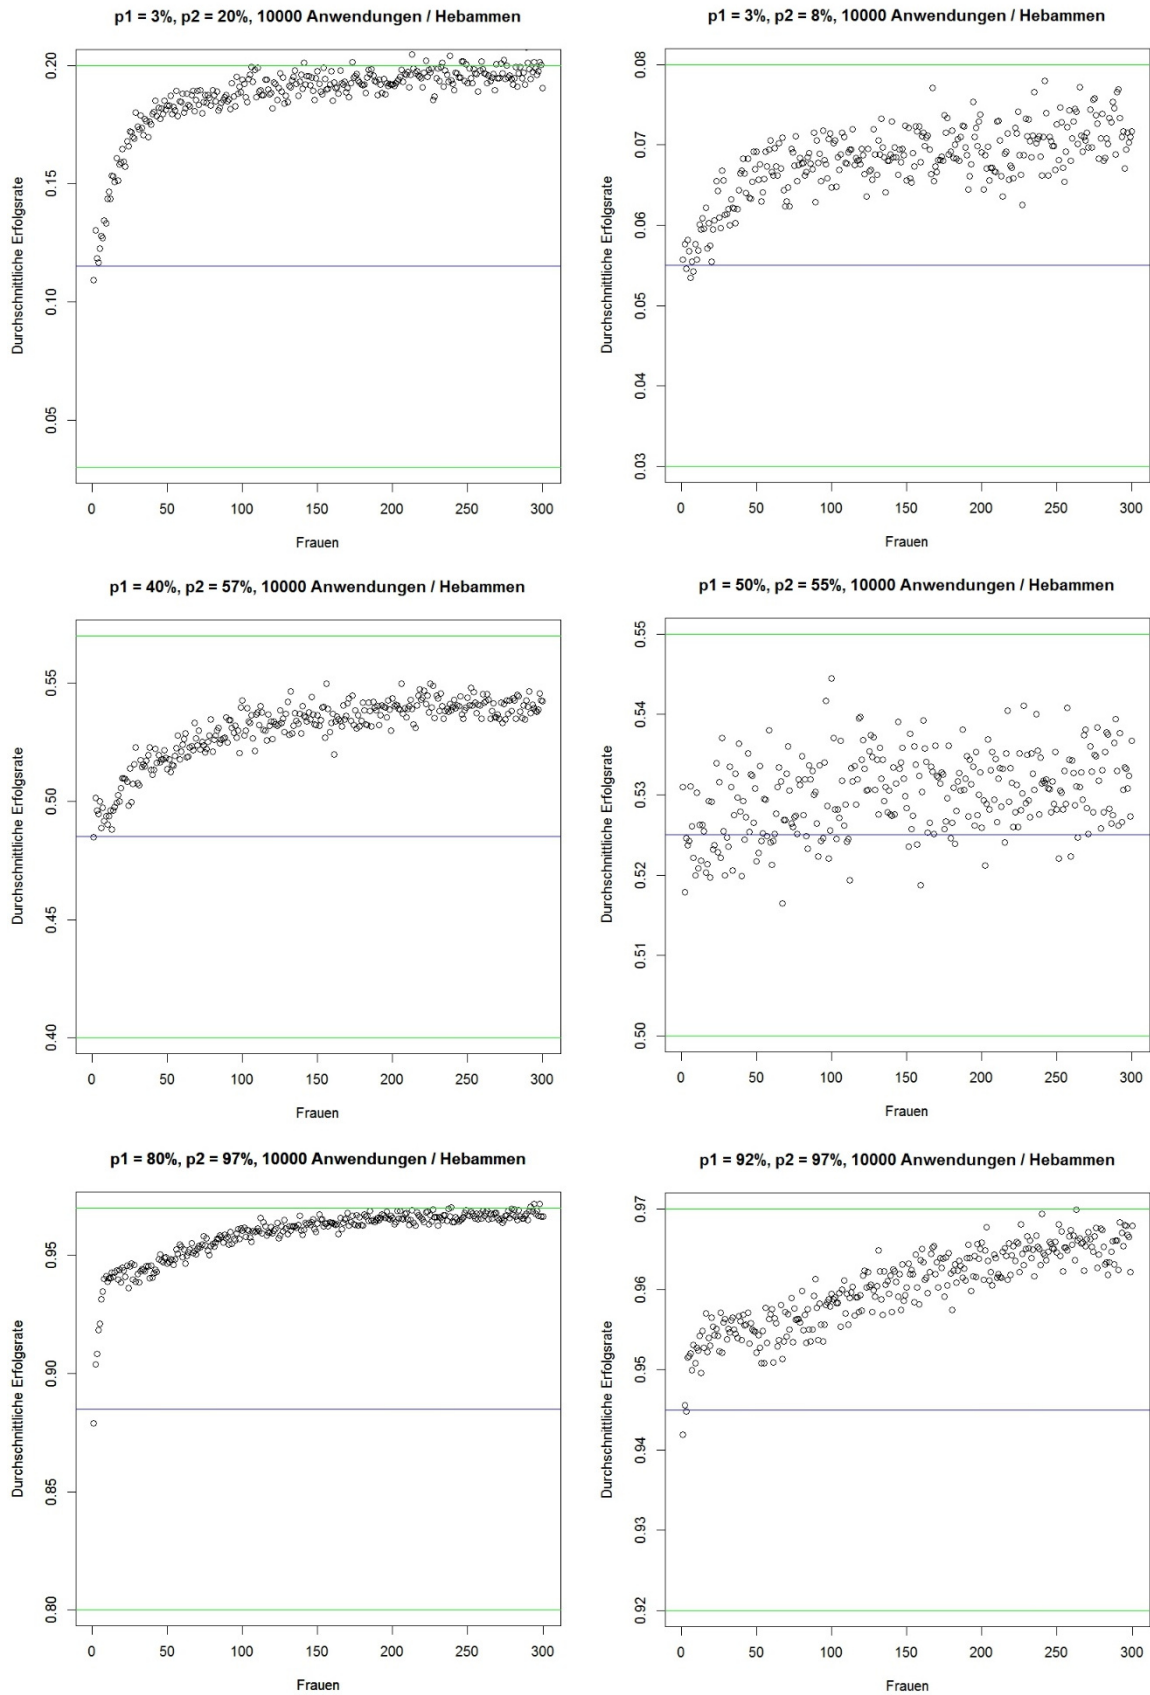 p1 = 3%, p2 = 20%, 10000 Anwendungen / Hebammen
Durchschnittliche Erfolgsrate
0.20
0.15
0.10
0.05
0 50 100 150 200 250 300
Frauen
p1 = 3%, p2 = 8%, 10000 Anwendungen / Hebammen
Durchschnittliche Erfolgsrate
0.08
0.07
0.06
0.05
0.04
0.03
0 50 100 150 200 250 300
Frauen
p1 = 40%, p2 = 57%, 10000 Anwendungen / Hebammen
Durchschnittliche Erfolgsrate
0.55
0.50
0.45
0.40
0 50 100 150 200 250 300
Frauen
p1 = 50%, p2 = 55%, 10000 Anwendungen / Hebammen
Durchschnittliche Erfolgsrate
0.55
0.54
0.53
0.52
0.51
0.50
0 50 100 150 200 250 300
Frauen
p1 = 80%, p2 = 97%, 10000 Anwendungen / Hebammen
Durchschnittliche Erfolgsrate
0.95
0.90
0.85
0.80
0 50 100 150 200 250 300
Frauen
p1 = 92%, p2 = 97%, 10000 Anwendungen / Hebammen
Durchschnittliche Erfolgsrate
0.97
0.96
0.95
0.94
0.93
0.92
0 50 100 150 200 250 300
Frauen